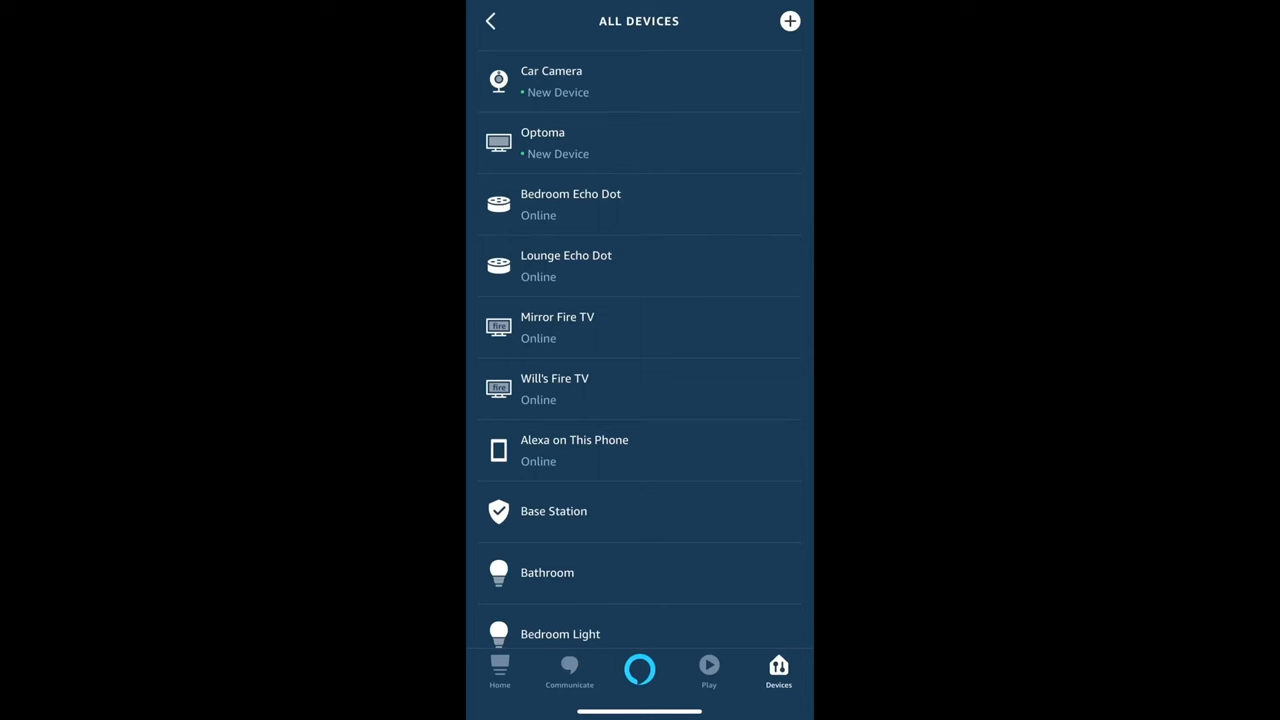 ALL DEVICES
Car Camera
• New Device
Optoma
• New Device
Bedroom Echo Dot
Online
Lounge Echo Dot
Online
Mirror Fire TV
fire
Online
Will's Fire TV
fire
Online
Alexa on This Phone
Online
Base Station
Bathroom
Bedroom Light
Home
Communicate
Play
Devices